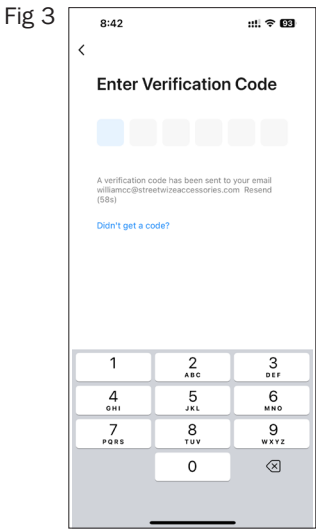 Fig 3
8:42
93
Enter Verification Code
A verification code has been sent to your email
williamcc@streetwizeaccessories.com Resend
(58s)
Didn't get a code?
1 2 3
ABC DEF
4 5 6
GHI JKL MNO
7 8 9
PQRS TUV WXYZ
0